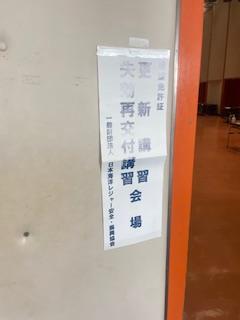 免許証
更新講習会場
失効再交付講習
一般財団法人 日本海洋レジャー安全・振興協会